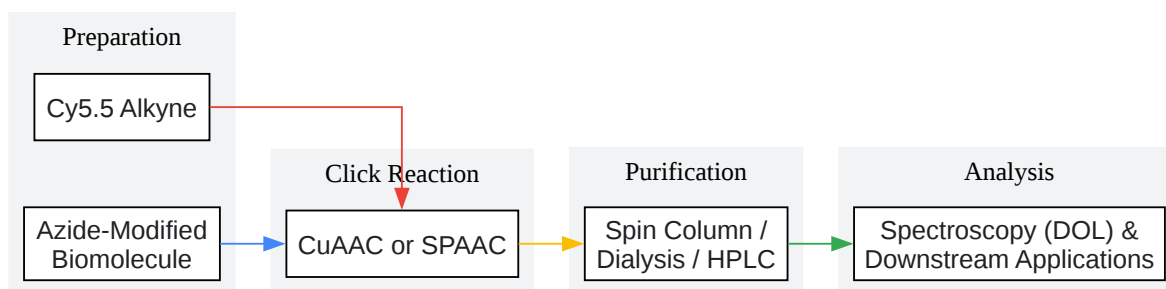 Preparation
Cy5.5 Alkyne
Azide-Modified
Biomolecule
Click Reaction
CuAAC or SPAAC
Purification
Spin Column /
Dialysis / HPLC
Analysis
Spectroscopy (DOL) &
Downstream Applications